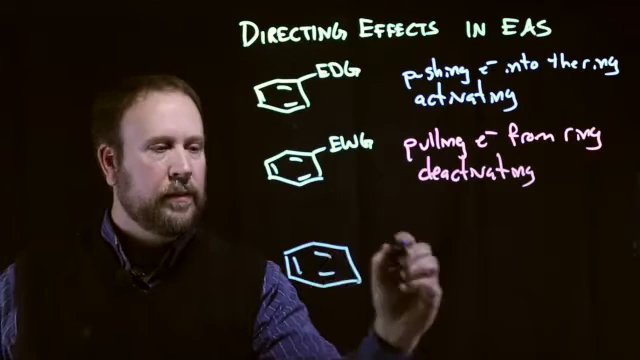 DIRECTING EFFECTS IN EAS
EDG
pushing e⁻ into the ring
activating
EWG
pulling e⁻ from ring
deactivating